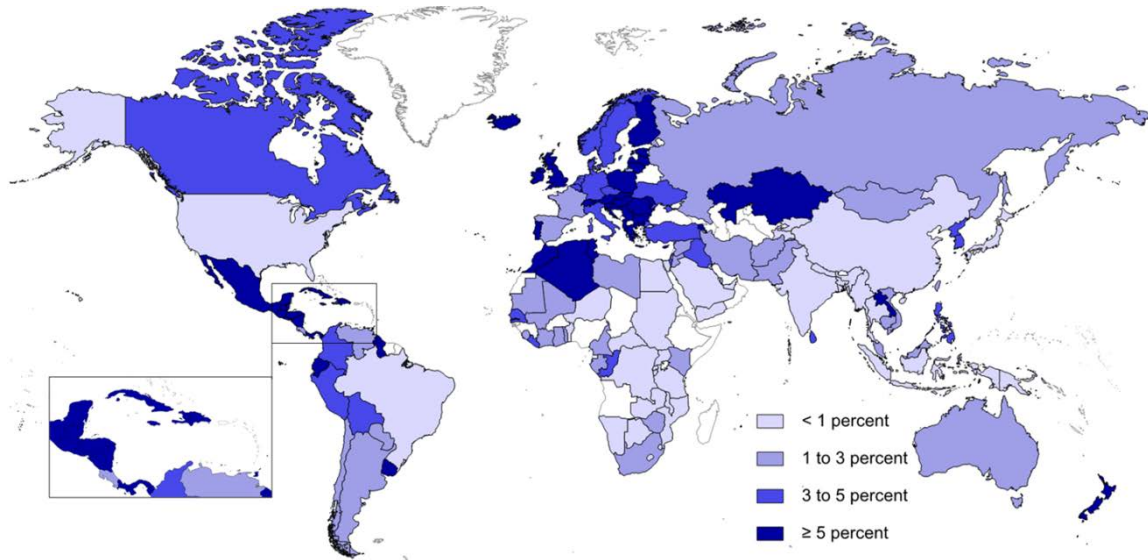 < 1 percent
1 to 3 percent
3 to 5 percent
≥ 5 percent